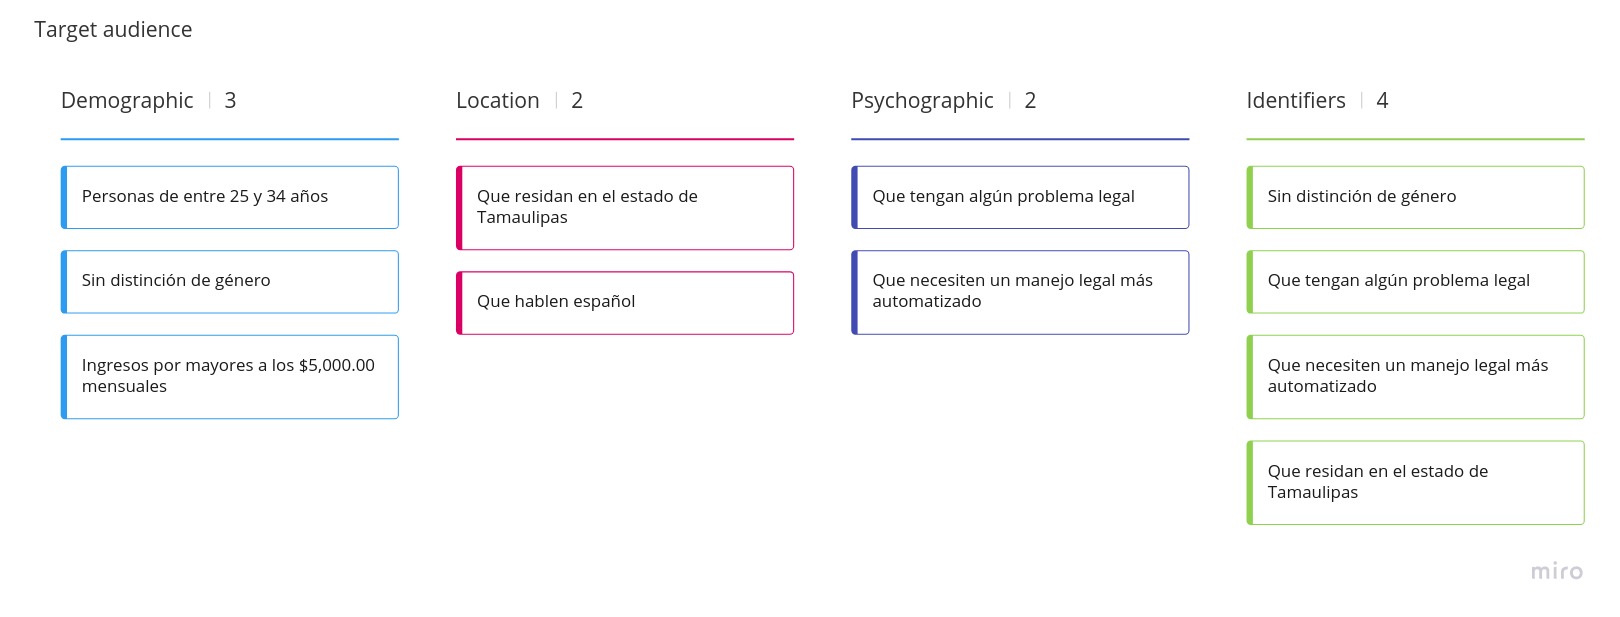 Target audience
Demographic | 3
Personas de entre 25 y 34 años
Sin distinción de género
Ingresos por mayores a los $5,000.00
mensuales
Location | 2
Que residan en el estado de
Tamaulipas
Que hablen español
Psychographic | 2
Que tengan algún problema legal
Que necesiten un manejo legal más
automatizado
Identifiers | 4
Sin distinción de género
Que tengan algún problema legal
Que necesiten un manejo legal más
automatizado
Que residan en el estado de
Tamaulipas
miro